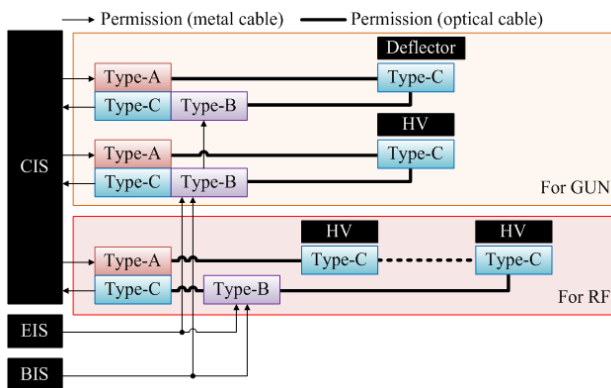 Permission (metal cable)
Permission (optical cable)
CIS
Deflector
Type-A
Type-C
Type-C
Type-B
HV
Type-A
Type-C
Type-C
Type-B
For GUN
HV
HV
Type-A
Type-C
Type-C
Type-C
Type-B
For RF
EIS
BIS